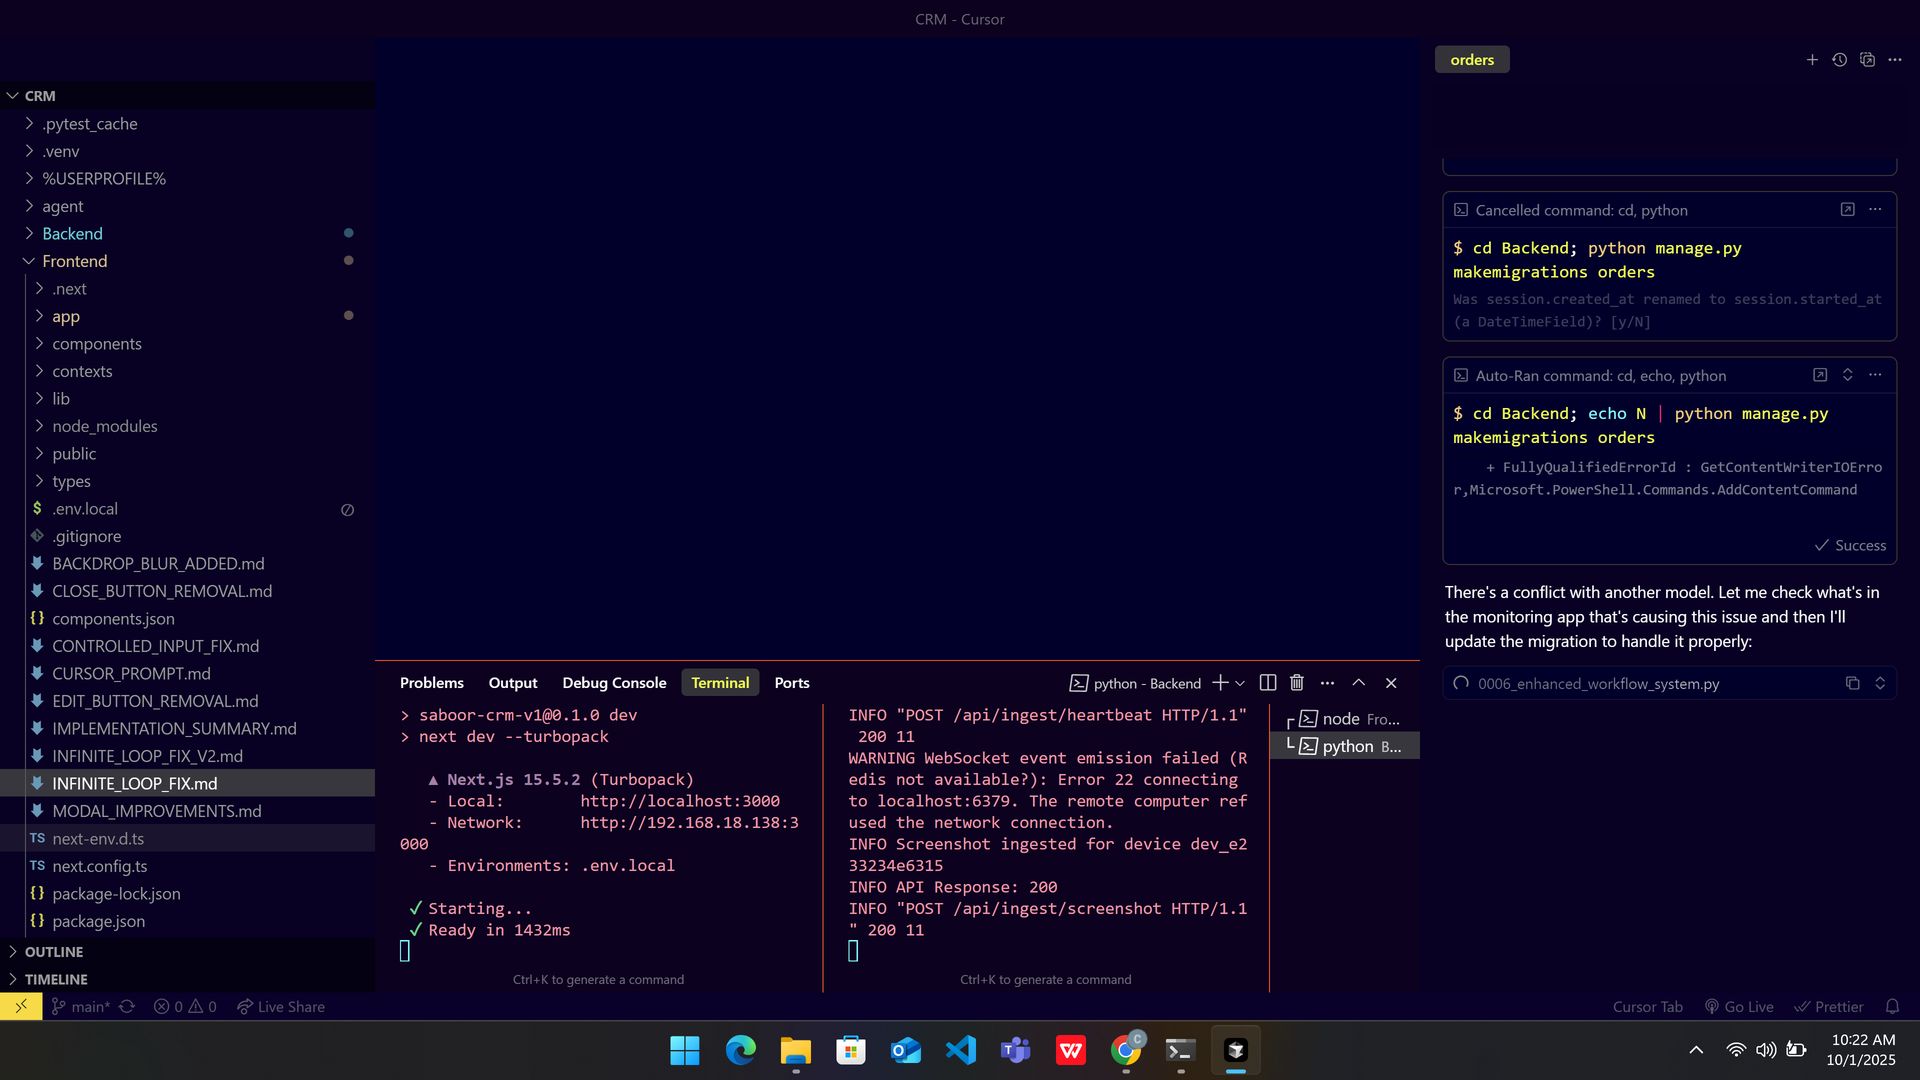 CRM - Cursor
CRM
.pytest_cache
.venv
%USERPROFILE%
agent
Backend
Frontend
.next
app
components
contexts
lib
node_modules
public
types
$ .env.local
.gitignore
BACKDROP_BLUR_ADDED.md
CLOSE_BUTTON_REMOVAL.md
{} components.json
CONTROLLED_INPUT_FIX.md
CURSOR_PROMPT.md
EDIT_BUTTON_REMOVAL.md
IMPLEMENTATION_SUMMARY.md
INFINITE_LOOP_FIX_V2.md
INFINITE_LOOP_FIX.md
MODAL_IMPROVEMENTS.md
TS next-env.d.ts
TS next.config.ts
{} package-lock.json
{} package.json
OUTLINE
TIMELINE
Problems Output Debug Console Terminal Ports
python - Backend
> saboor-crm-v1@0.1.0 dev
> next dev --turbopack
▲ Next.js 15.5.2 (Turbopack)
- Local: http://localhost:3000
- Network: http://192.168.18.138:3
000
- Environments: .env.local
✓ Starting...
✓ Ready in 1432ms
Ctrl+K to generate a command
INFO "POST /api/ingest/heartbeat HTTP/1.1"
200 11
WARNING WebSocket event emission failed (R
edis not available?): Error 22 connecting
to localhost:6379. The remote computer ref
used the network connection.
INFO Screenshot ingested for device dev_e2
33234e6315
INFO API Response: 200
INFO "POST /api/ingest/screenshot HTTP/1.1
" 200 11
Ctrl+K to generate a command
node Fro...
python B...
orders
Cancelled command: cd, python
$ cd Backend; python manage.py
makemigrations orders
Was session.created_at renamed to session.started_at
(a DateTimeField)? [y/N]
Auto-Ran command: cd, echo, python
$ cd Backend; echo N | python manage.py
makemigrations orders
+ FullyQualifiedErrorId : GetContentWriterIOErro
r,Microsoft.PowerShell.Commands.AddContentCommand
Success
There's a conflict with another model. Let me check what's in
the monitoring app that's causing this issue and then I'll
update the migration to handle it properly:
0006_enhanced_workflow_system.py
main* 0 0 Live Share
Cursor Tab Go Live Prettier
C
10:22 AM
10/1/2025